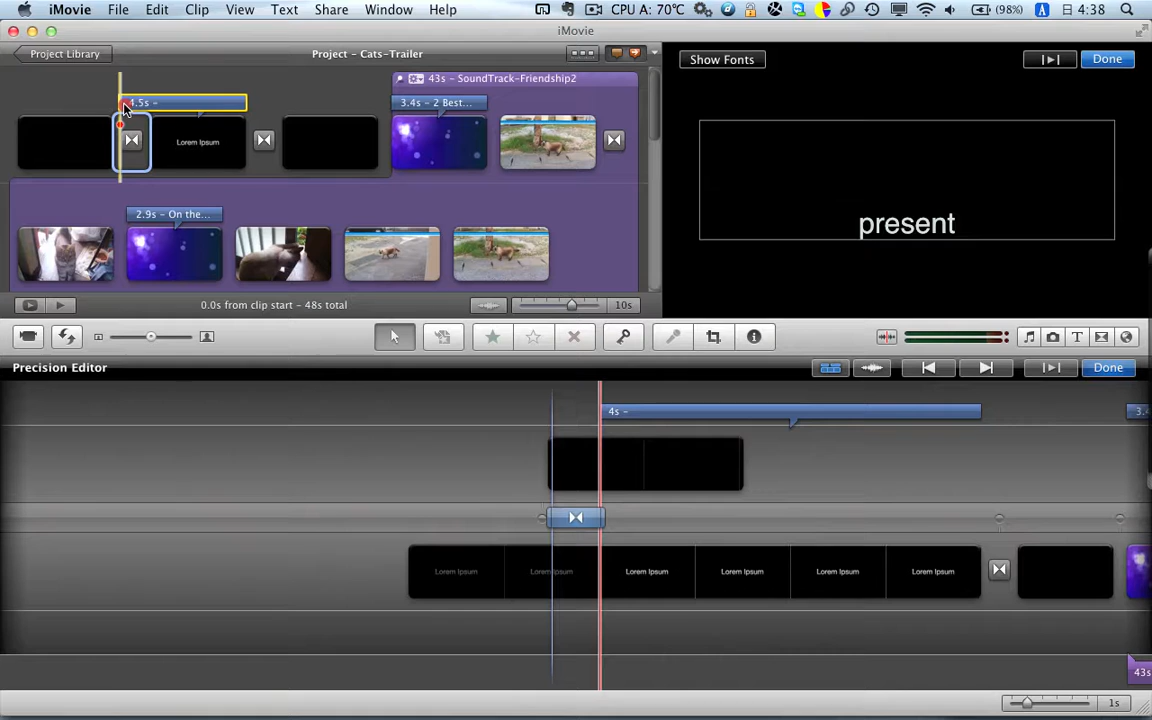 iMovie File Edit Clip View Text Share Window Help CPU A: 70℃ (98%) A 日 4:38
iMovie
Project Library Project - Cats-Trailer
Show Fonts Done
43s - SoundTrack-Friendship2
4.5s -
3.4s - 2 Best...
Lorem Ipsum
present
2.9s - On the...
0.0s from clip start - 48s total 10s
Precision Editor Done
4s - 3.4
Lorem Ipsum Lorem Ipsum Lorem Ipsum Lorem Ipsum Lorem Ipsum Lorem Ipsum
43s
1s